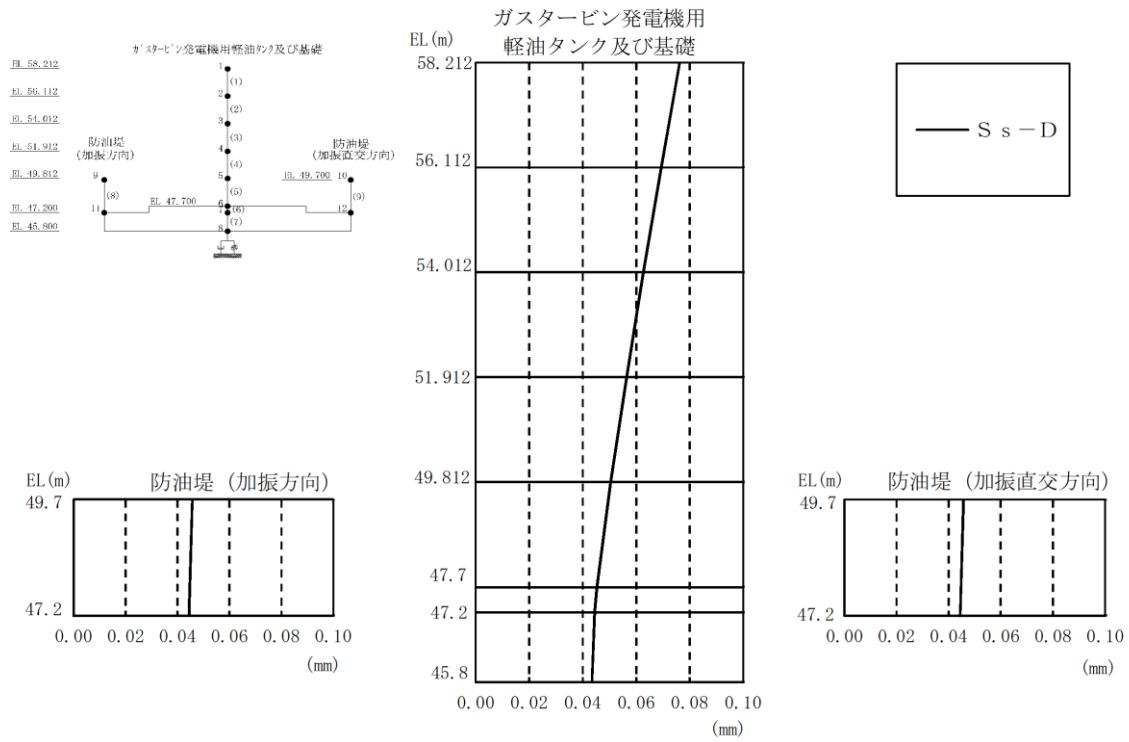 ｶﾞｽﾀｰﾋﾞﾝ発電機用軽油タンク及び基礎
EL 58.212
EL 56.112
EL 54.012
EL 51.912
EL 49.812
EL 47.200
EL 45.800
防油堤
(加振方向)
防油堤
(加振直交方向)
EL 49.700
EL 47.700
1
(1)
2
(2)
3
(3)
4
(4)
5
(5)
6
(6)
7
(7)
8
9
(8)
11
10
(9)
12
ガスタービン発電機用
軽油タンク及び基礎
EL(m)
58.212
56.112
54.012
51.912
49.812
47.7
47.2
45.8
0.00 0.02 0.04 0.06 0.08 0.10
(mm)
Ｓｓ－Ｄ
EL(m)
防油堤 (加振方向)
49.7
47.2
0.00 0.02 0.04 0.06 0.08 0.10
(mm)
EL(m)
防油堤 (加振直交方向)
49.7
47.2
0.00 0.02 0.04 0.06 0.08 0.10
(mm)